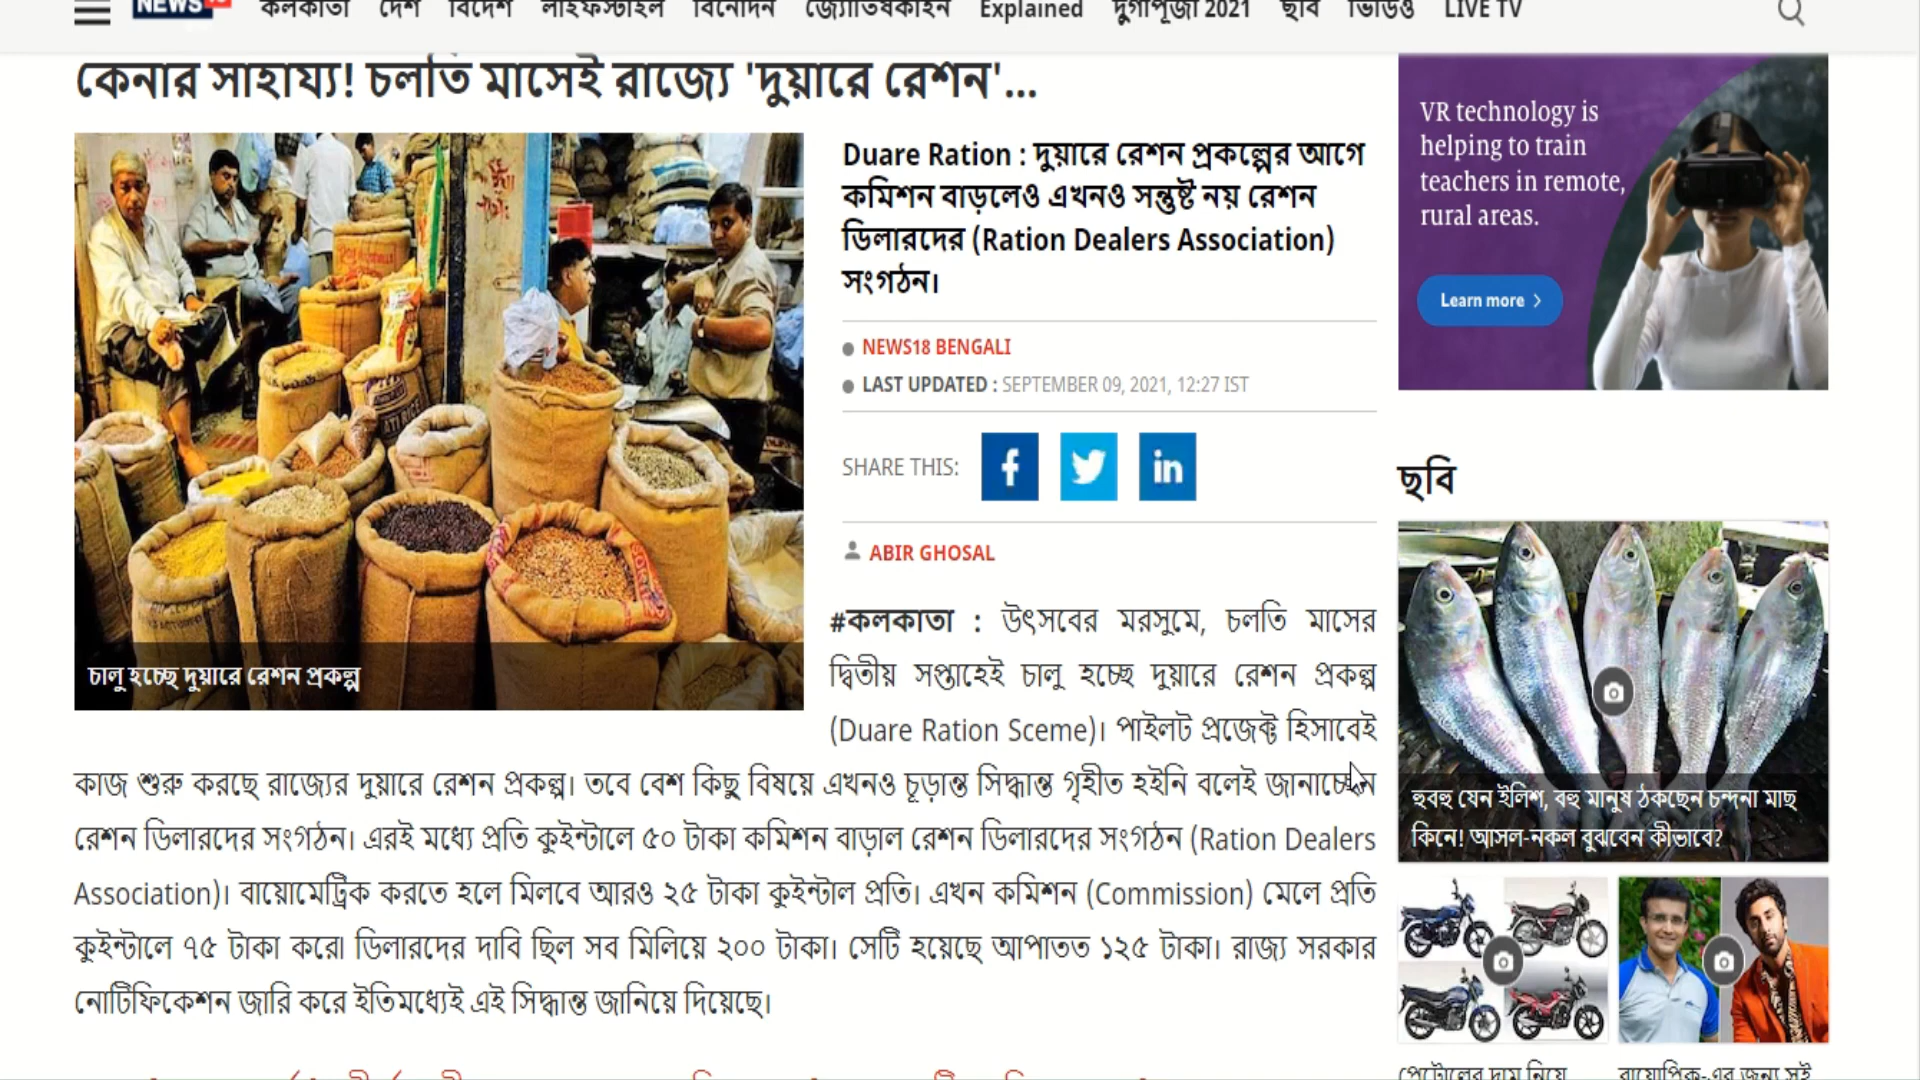 NEWS
কলকাতা দেশ বিদেশ লাইফস্টাইল বিনোদন জ্যোতিষকাহন Explained দুর্গাপূজা 2021 ছবি ভিডিও LIVE TV
কেনার সাহায্য! চলতি মাসেই রাজ্যে 'দুয়ারে রেশন'...
চালু হচ্ছে দুয়ারে রেশন প্রকল্প
Duare Ration : দুয়ারে রেশন প্রকল্পের আগে
কমিশন বাড়লেও এখনও সন্তুষ্ট নয় রেশন
ডিলারদের (Ration Dealers Association)
সংগঠন।
NEWS18 BENGALI
LAST UPDATED : SEPTEMBER 09, 2021, 12:27 IST
SHARE THIS:
ABIR GHOSAL
#কলকাতা : উৎসবের মরসুমে, চলতি মাসের
দ্বিতীয় সপ্তাহেই চালু হচ্ছে দুয়ারে রেশন প্রকল্প
(Duare Ration Sceme)। পাইলট প্রজেক্ট হিসাবেই
কাজ শুরু করছে রাজ্যের দুয়ারে রেশন প্রকল্প। তবে বেশ কিছু বিষয়ে এখনও চূড়ান্ত সিদ্ধান্ত গৃহীত হইনি বলেই জানাচ্ছেন
রেশন ডিলারদের সংগঠন। এরই মধ্যে প্রতি কুইন্টালে ৫০ টাকা কমিশন বাড়াল রেশন ডিলারদের সংগঠন (Ration Dealers
Association)। বায়োমেট্রিক করতে হলে মিলবে আরও ২৫ টাকা কুইন্টাল প্রতি। এখন কমিশন (Commission) মেলে প্রতি
কুইন্টালে ৭৫ টাকা করে৷ ডিলারদের দাবি ছিল সব মিলিয়ে ২০০ টাকা। সেটি হয়েছে আপাতত ১২৫ টাকা। রাজ্য সরকার
নোটিফিকেশন জারি করে ইতিমধ্যেই এই সিদ্ধান্ত জানিয়ে দিয়েছে।
VR technology is
helping to train
teachers in remote,
rural areas.
Learn more
ছবি
হুবহু যেন ইলিশ, বহু মানুষ ঠকছেন চন্দনা মাছ
কিনে! আসল-নকল বুঝবেন কীভাবে?
পেট্রোলের দাম নিয়ে
বায়োপিক-এর জন্য সই